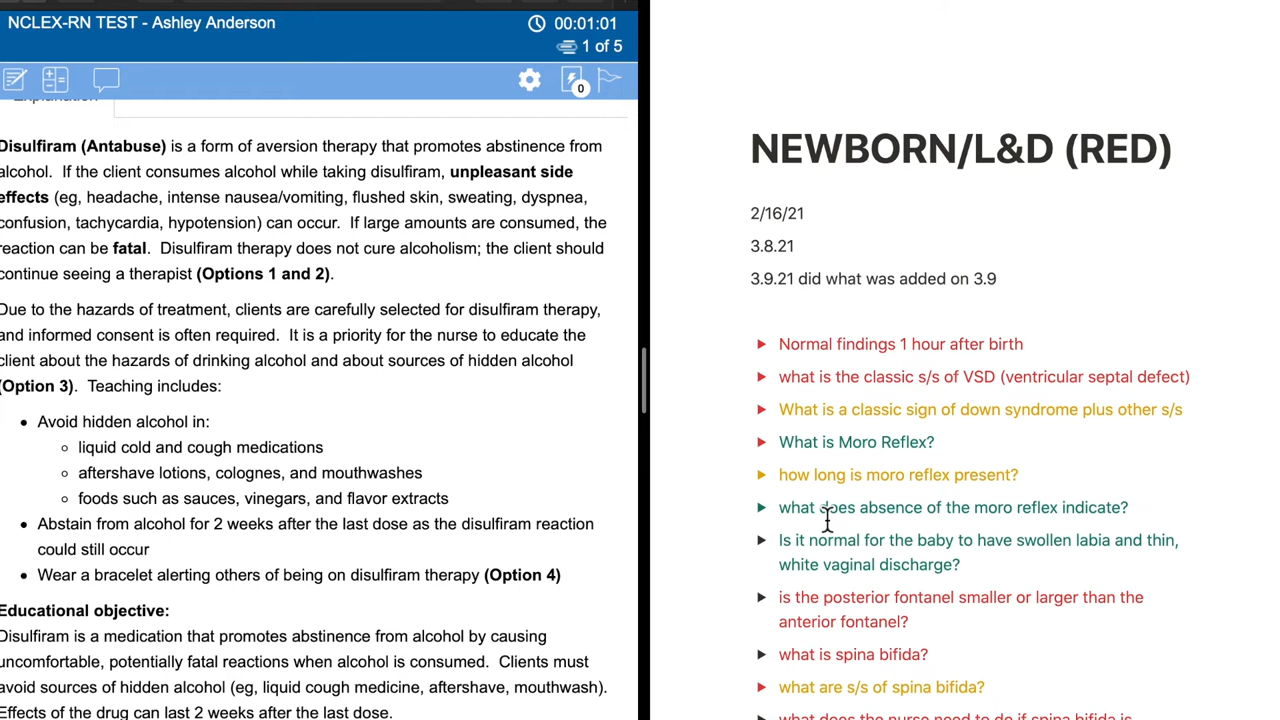 NCLEX-RN TEST - Ashley Anderson
00:01:01
1 of 5
0
Explanation
Disulfiram (Antabuse) is a form of aversion therapy that promotes abstinence from
alcohol. If the client consumes alcohol while taking disulfiram, unpleasant side
effects (eg, headache, intense nausea/vomiting, flushed skin, sweating, dyspnea,
confusion, tachycardia, hypotension) can occur. If large amounts are consumed, the
reaction can be fatal. Disulfiram therapy does not cure alcoholism; the client should
continue seeing a therapist (Options 1 and 2).
Due to the hazards of treatment, clients are carefully selected for disulfiram therapy,
and informed consent is often required. It is a priority for the nurse to educate the
client about the hazards of drinking alcohol and about sources of hidden alcohol
(Option 3). Teaching includes:
• Avoid hidden alcohol in:
◦ liquid cold and cough medications
◦ aftershave lotions, colognes, and mouthwashes
◦ foods such as sauces, vinegars, and flavor extracts
• Abstain from alcohol for 2 weeks after the last dose as the disulfiram reaction
could still occur
• Wear a bracelet alerting others of being on disulfiram therapy (Option 4)
Educational objective:
Disulfiram is a medication that promotes abstinence from alcohol by causing
uncomfortable, potentially fatal reactions when alcohol is consumed. Clients must
avoid sources of hidden alcohol (eg, liquid cough medicine, aftershave, mouthwash).
Effects of the drug can last 2 weeks after the last dose.
NEWBORN/L&D (RED)
2/16/21
3.8.21
3.9.21 did what was added on 3.9
Normal findings 1 hour after birth
what is the classic s/s of VSD (ventricular septal defect)
What is a classic sign of down syndrome plus other s/s
What is Moro Reflex?
how long is moro reflex present?
what does absence of the moro reflex indicate?
Is it normal for the baby to have swollen labia and thin,
white vaginal discharge?
is the posterior fontanel smaller or larger than the
anterior fontanel?
what is spina bifida?
what are s/s of spina bifida?
what does the nurse need to do if spina bifida is